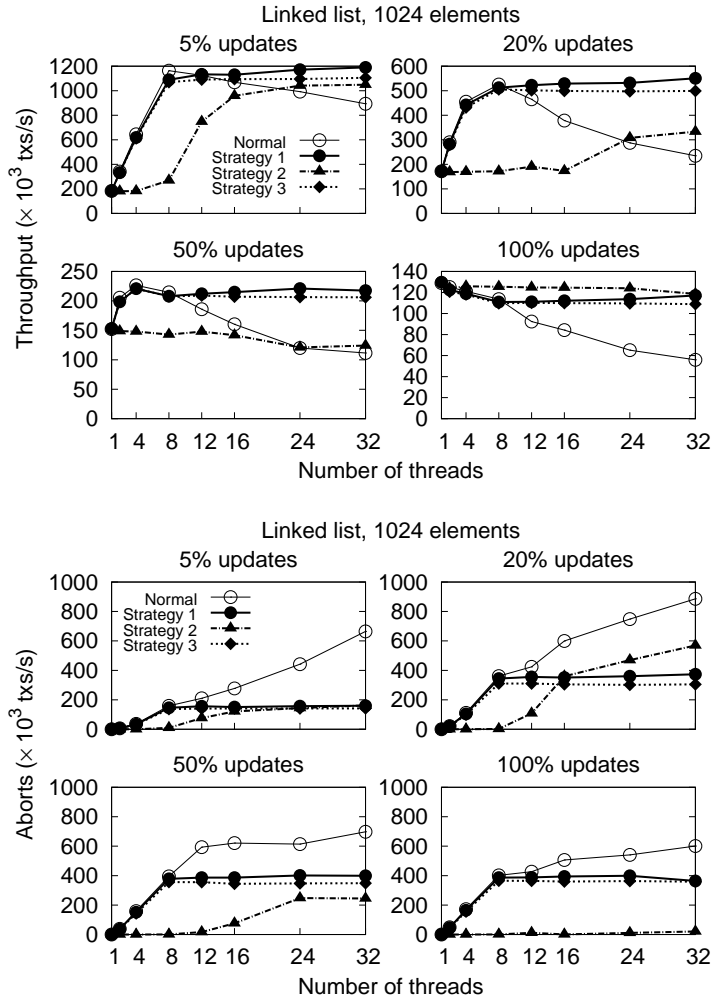 Linked list, 1024 elements
5% updates
20% updates
1200
1000
800
600
400
200
0
Normal
Strategy 1
Strategy 2
Strategy 3
600
500
400
300
200
100
0
Throughput (× 10³ txs/s)
50% updates
100% updates
250
200
150
100
50
0
1 4 8 12 16 24 32
140
120
100
80
60
40
20
0
1 4 8 12 16 24 32
Number of threads
Linked list, 1024 elements
5% updates
20% updates
1000
800
600
400
200
0
Normal
Strategy 1
Strategy 2
Strategy 3
1000
800
600
400
200
0
Aborts (× 10³ txs/s)
50% updates
100% updates
1000
800
600
400
200
0
1 4 8 12 16 24 32
1000
800
600
400
200
0
1 4 8 12 16 24 32
Number of threads